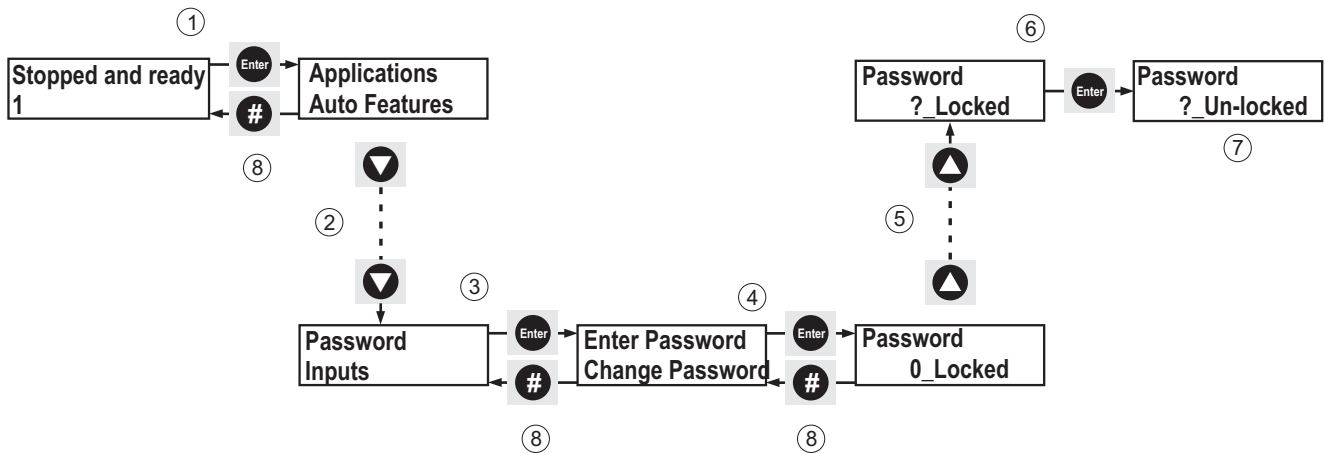 ①
Stopped and ready
1
Enter
#
Applications
Auto Features
⑧
②
Password
Inputs
③
Enter
#
⑧
Enter Password
Change Password
④
Enter
#
⑧
Password
0_Locked
⑤
⑥
Password
?_Locked
Enter
Password
?_Un-locked
⑦